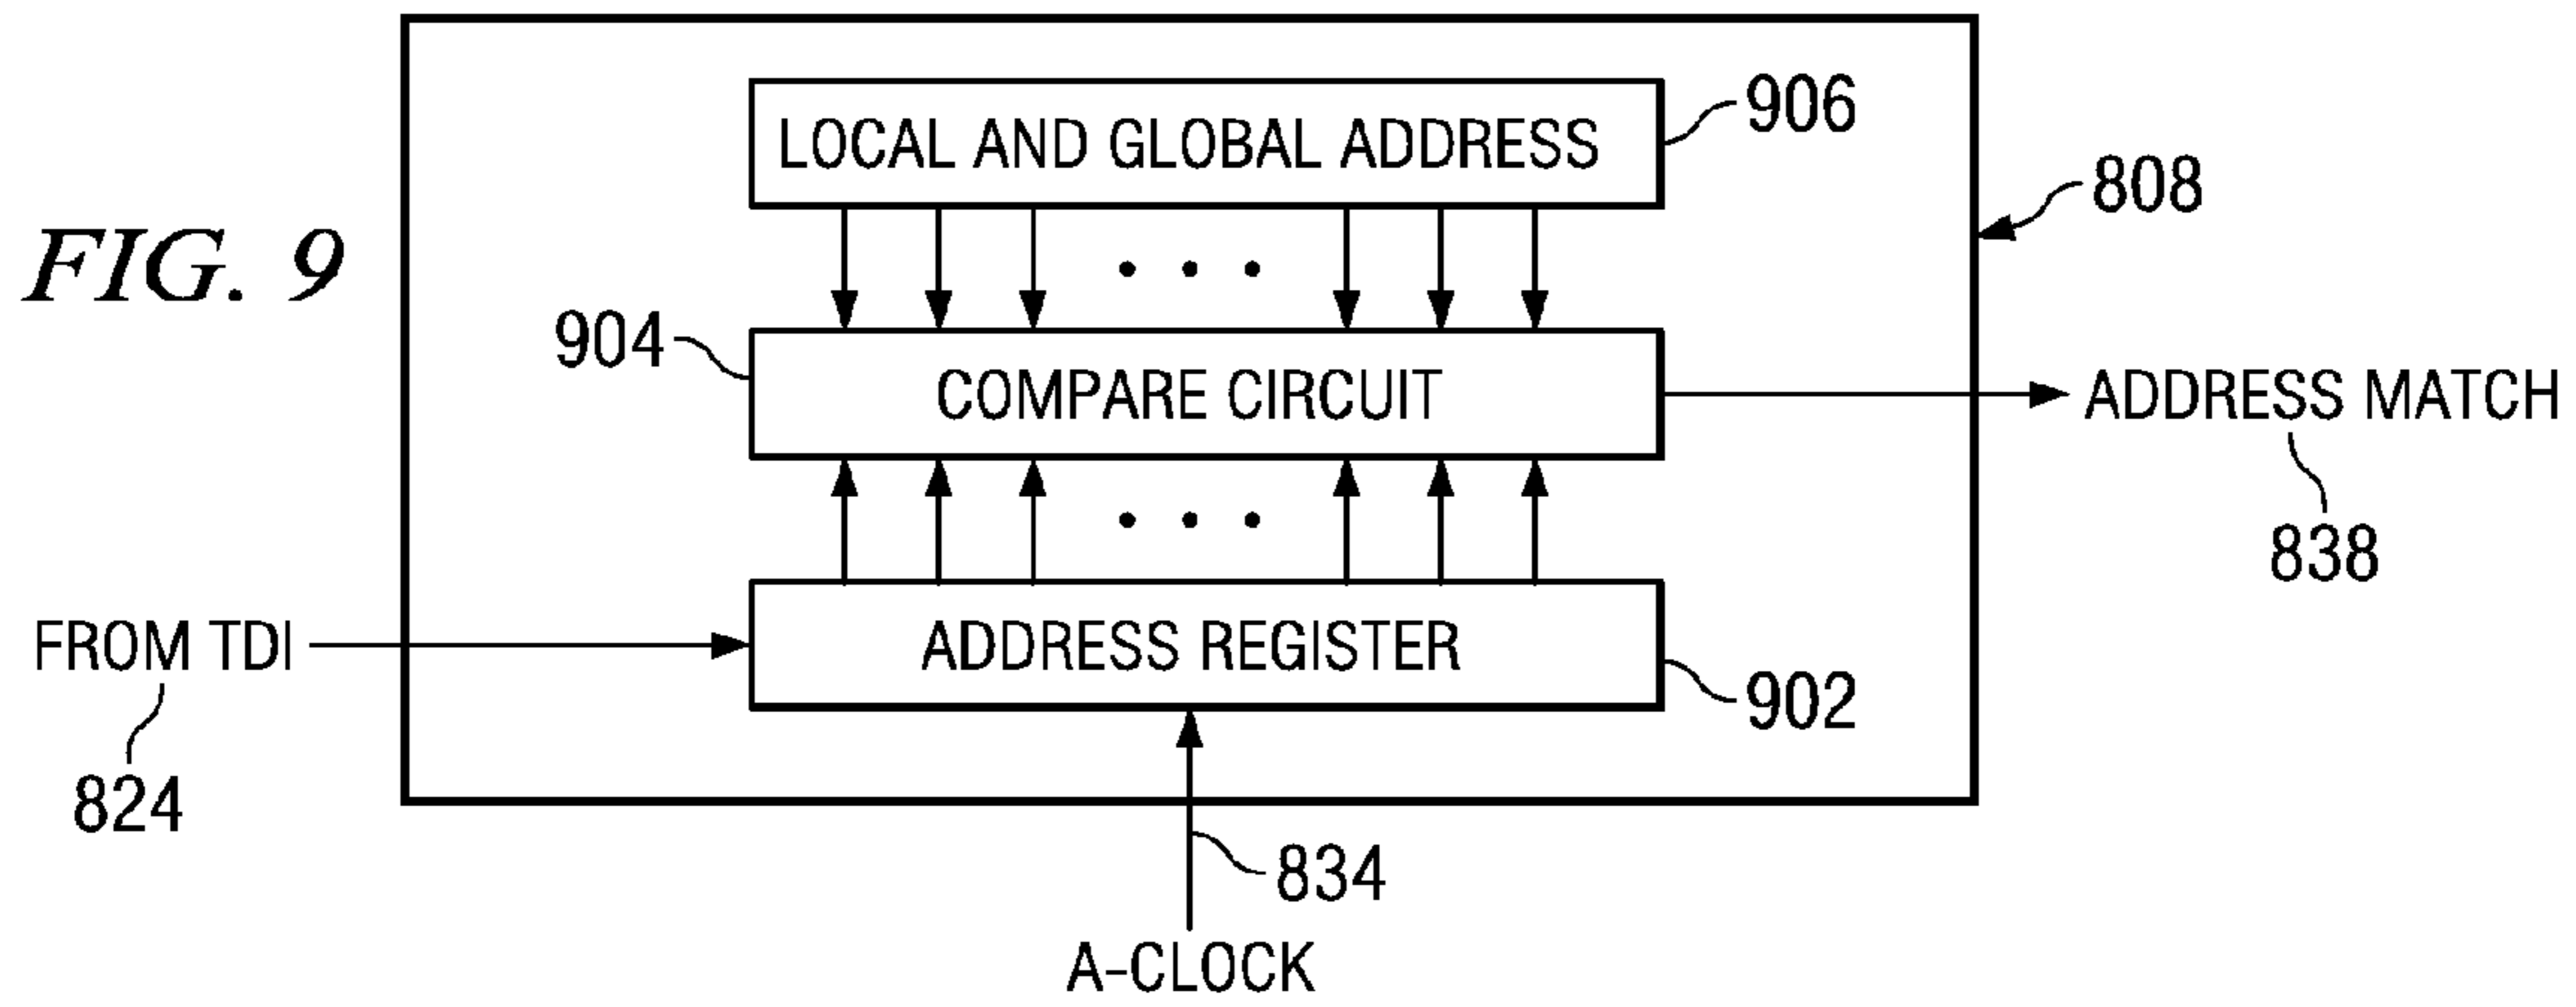 FIG. 9
LOCAL AND GLOBAL ADDRESS
906
808
904
COMPARE CIRCUIT
ADDRESS MATCH
838
FROM TDI
824
ADDRESS REGISTER
902
834
A-CLOCK